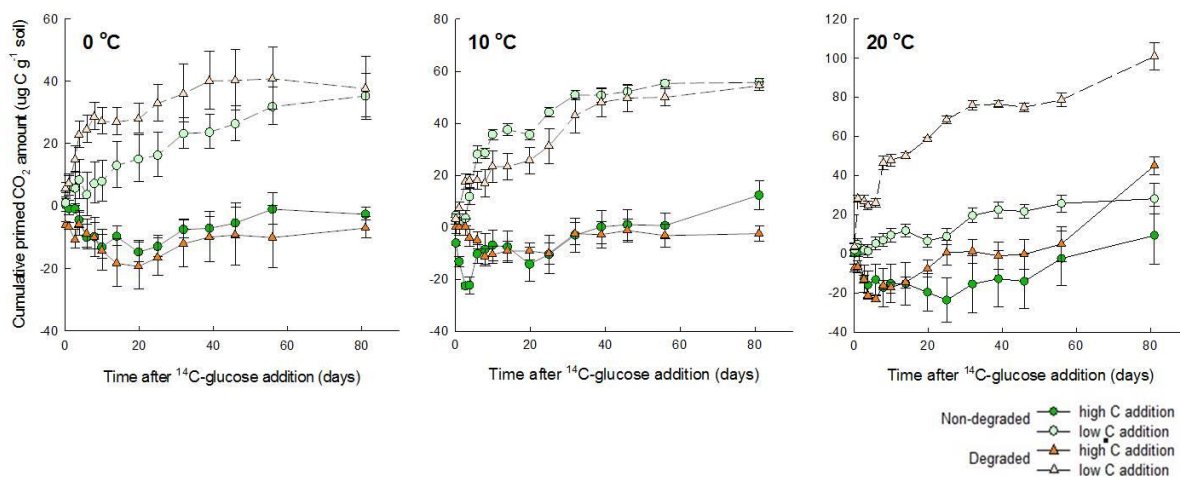 0 °C
10 °C
20 °C
Cumulative primed CO2 amount (ug C g-1 soil)
60
40
20
0
-20
-40
0 20 40 60 80
Time after 14C-glucose addition (days)
80
60
40
20
0
-20
-40
0 20 40 60 80
Time after 14C-glucose addition (days)
120
100
80
60
40
20
0
-20
-40
0 20 40 60 80
Time after 14C-glucose addition (days)
Non-degraded
high C addition
low C addition
Degraded
high C addition
low C addition